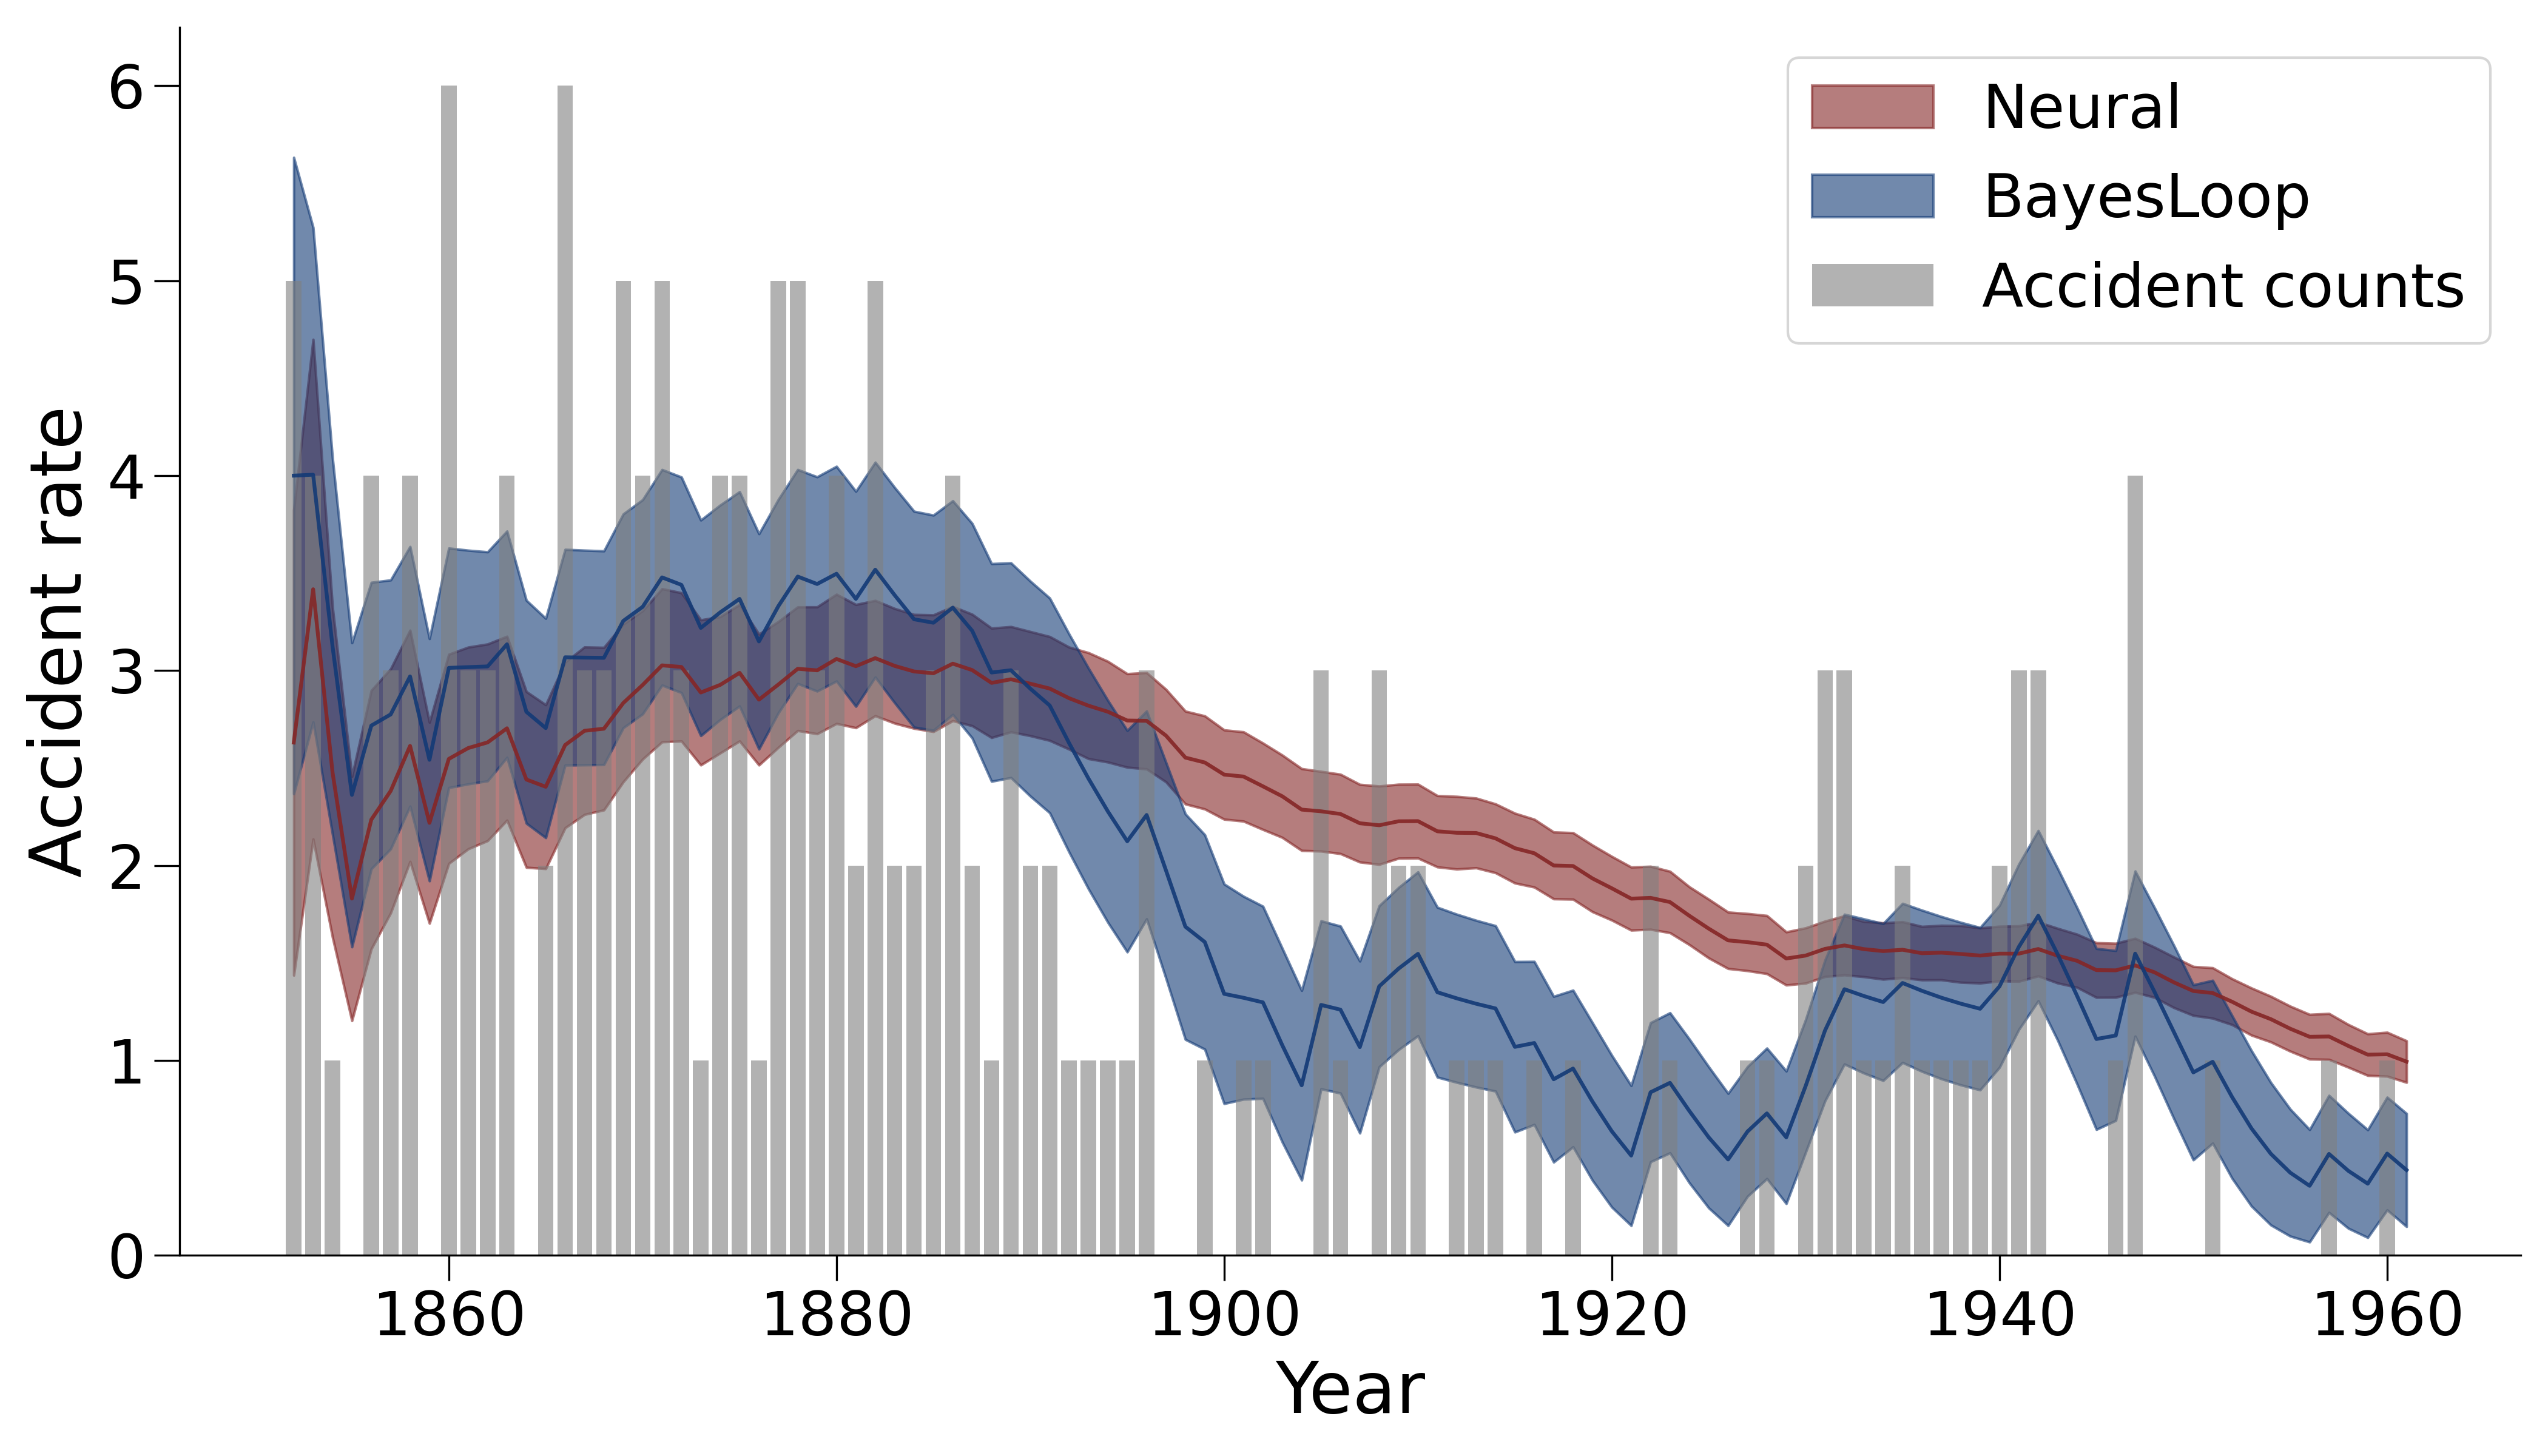 6
5
4
3
2
1
0
Accident rate
Neural
BayesLoop
Accident counts
1860 1880 1900 1920 1940 1960
Year